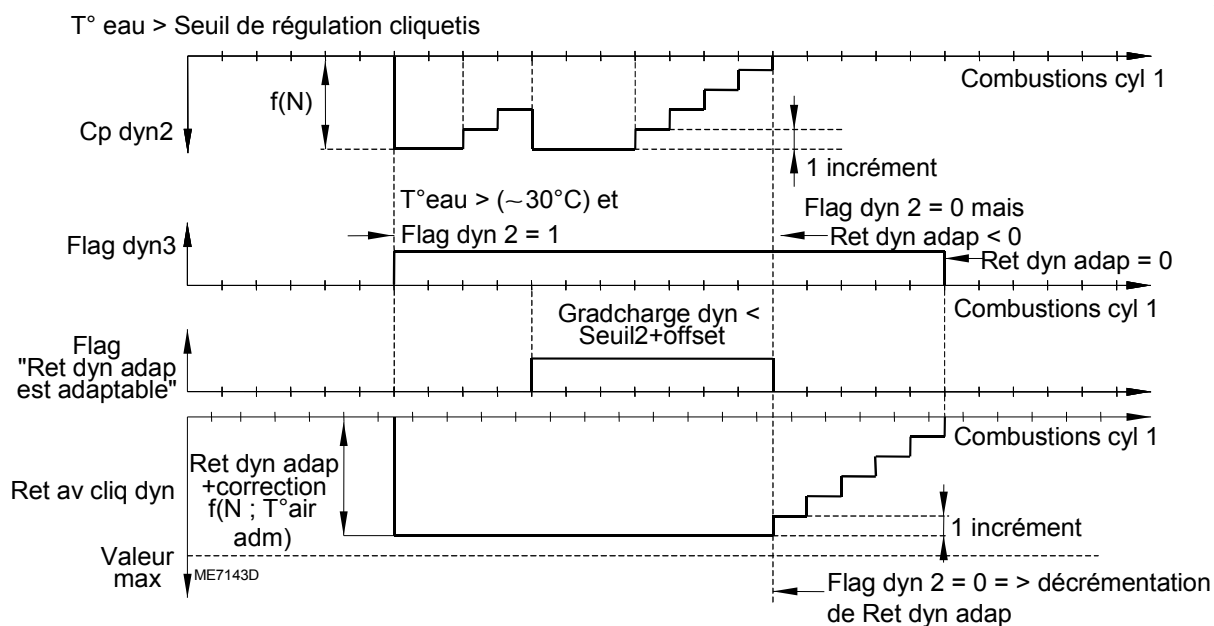 T° eau > Seuil de régulation cliquetis
Combustions cyl 1
f(N)
Cp dyn2
1 incrément
T°eau > (~30°C) et
Flag dyn 2 = 1
Flag dyn 2 = 0 mais
Ret dyn adap < 0
Flag dyn3
Ret dyn adap = 0
Combustions cyl 1
Gradcharge dyn <
Seuil2+offset
Flag
"Ret dyn adap
est adaptable"
Combustions cyl 1
Ret dyn adap
+correction
f(N ; T°air
adm)
Ret av cliq dyn
1 incrément
Valeur
max
ME7143D
Flag dyn 2 = 0 = > décrémentation
de Ret dyn adap